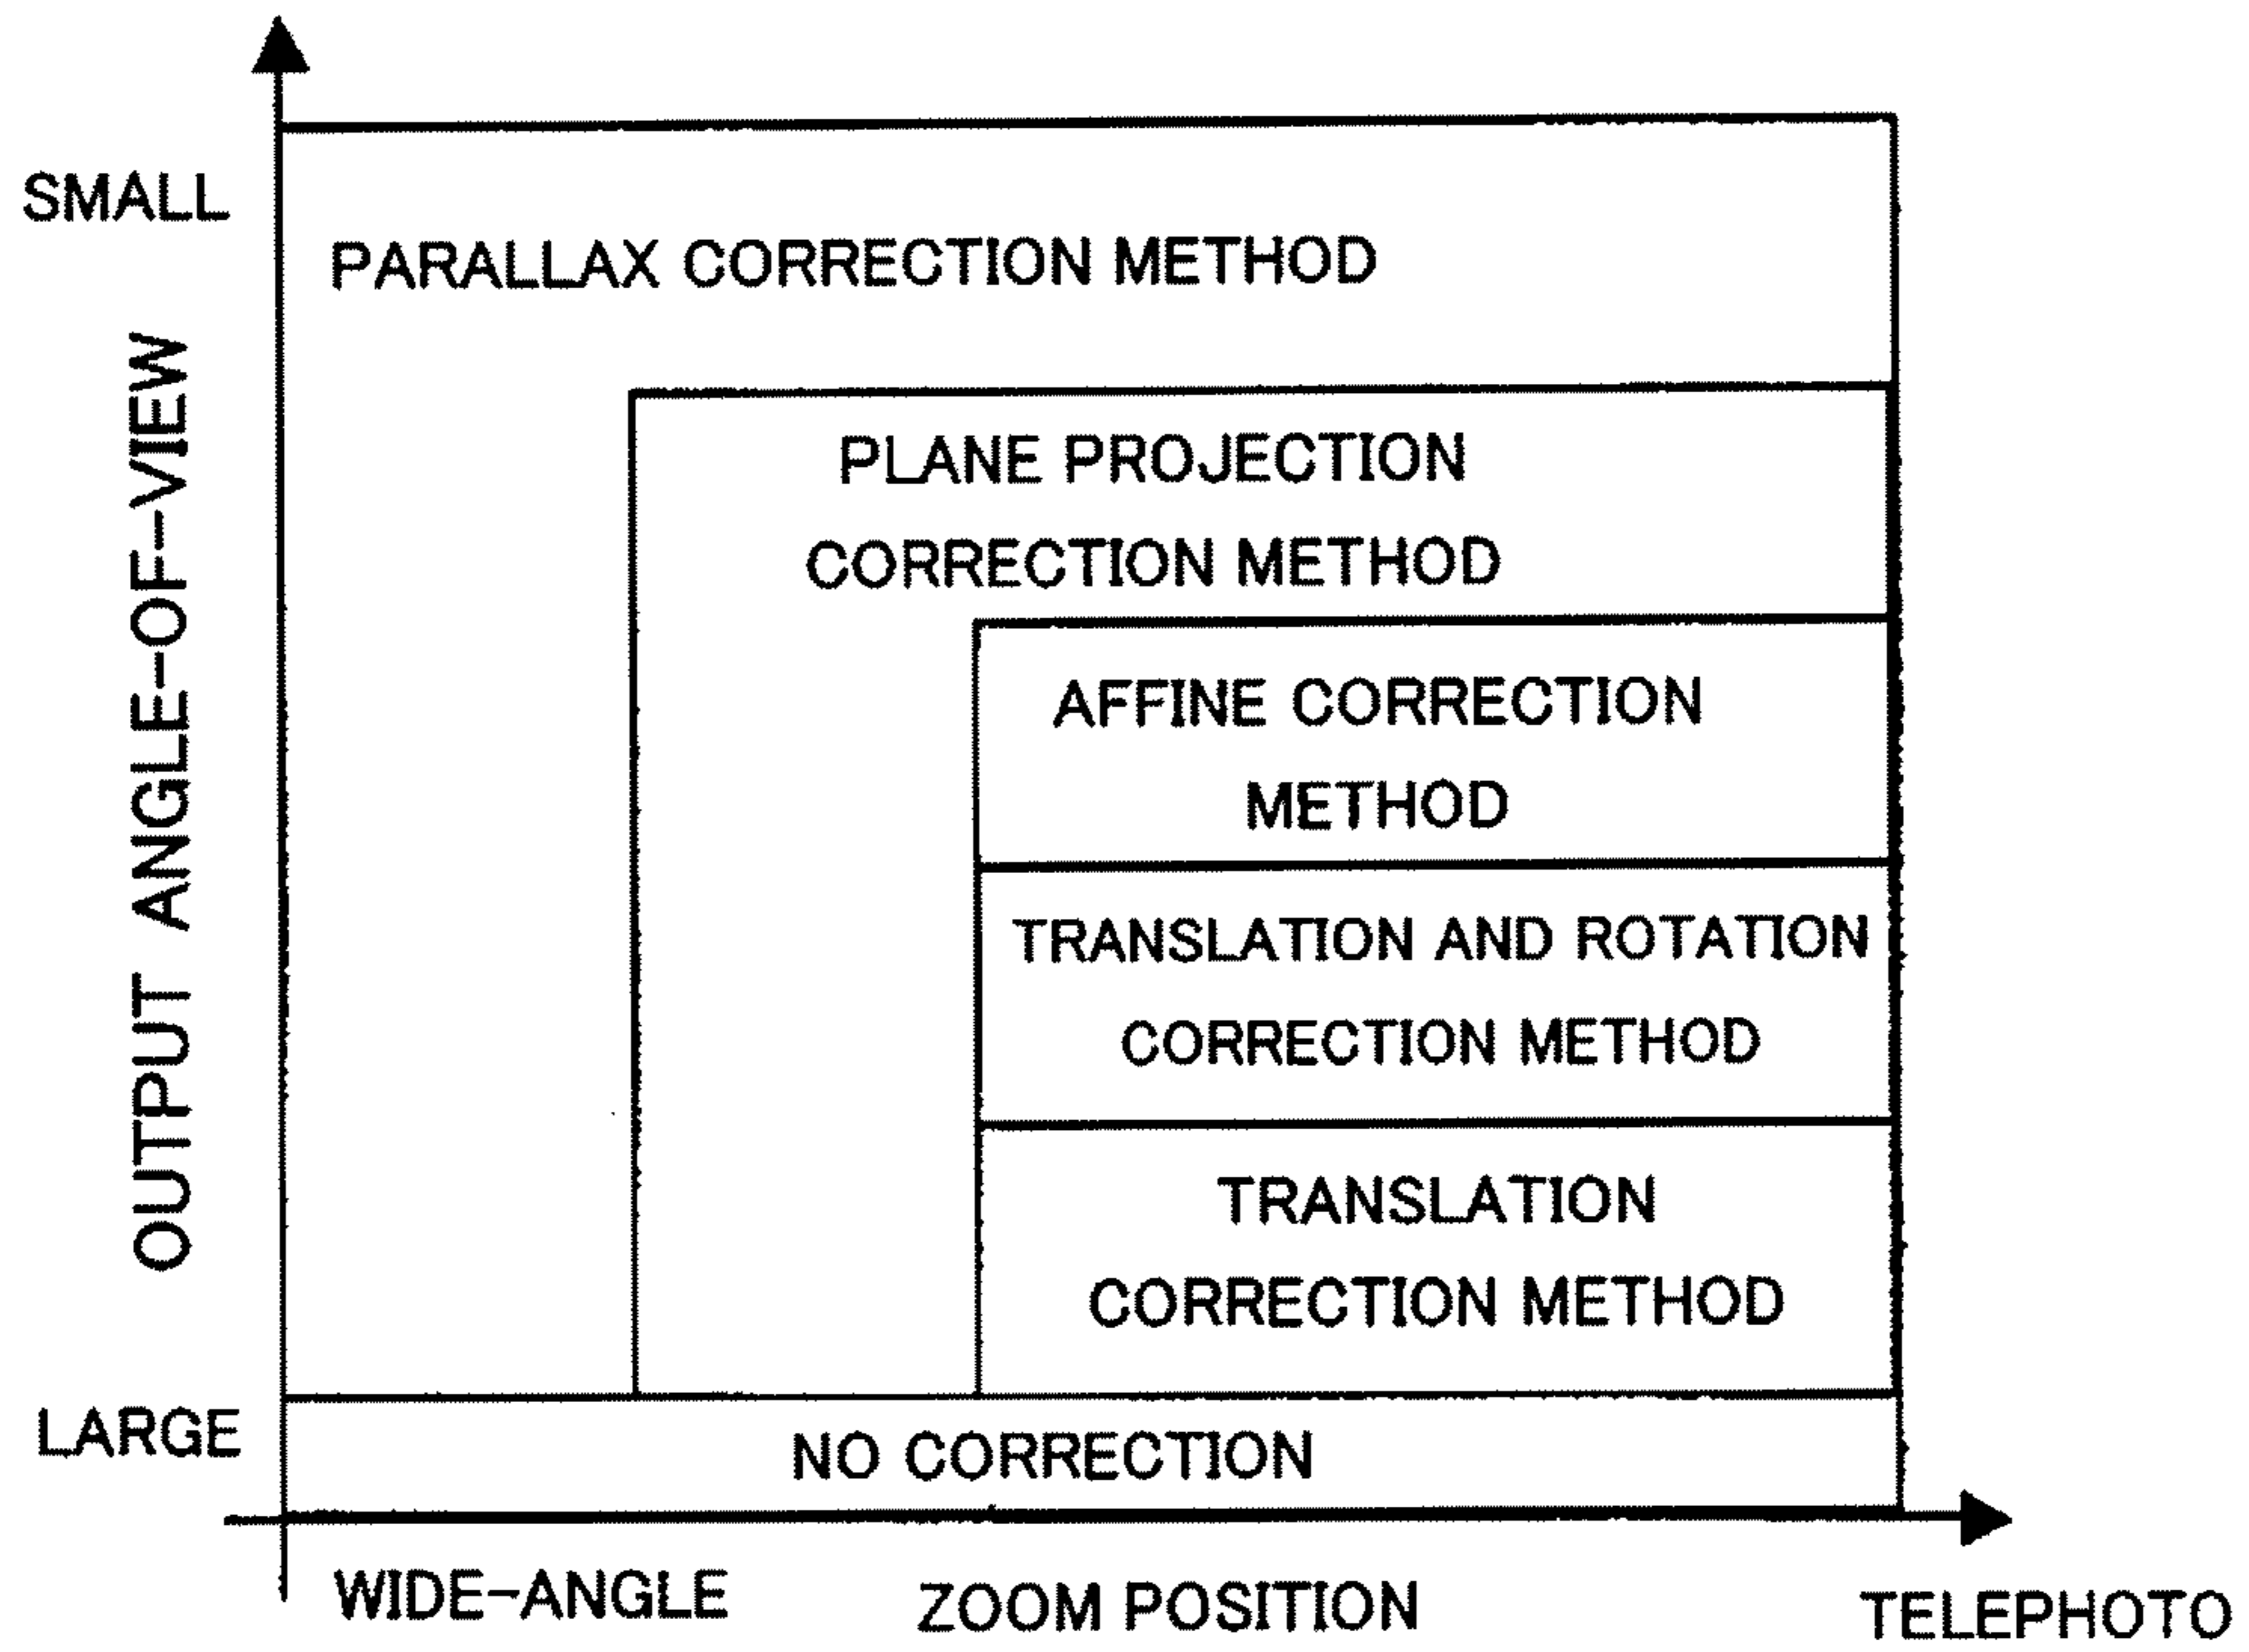 SMALL
PARALLAX CORRECTION METHOD
OUTPUT ANGLE-OF-VIEW
PLANE PROJECTION
CORRECTION METHOD
AFFINE CORRECTION
METHOD
TRANSLATION AND ROTATION
CORRECTION METHOD
TRANSLATION
CORRECTION METHOD
LARGE
NO CORRECTION
WIDE-ANGLE
ZOOM POSITION
TELEPHOTO